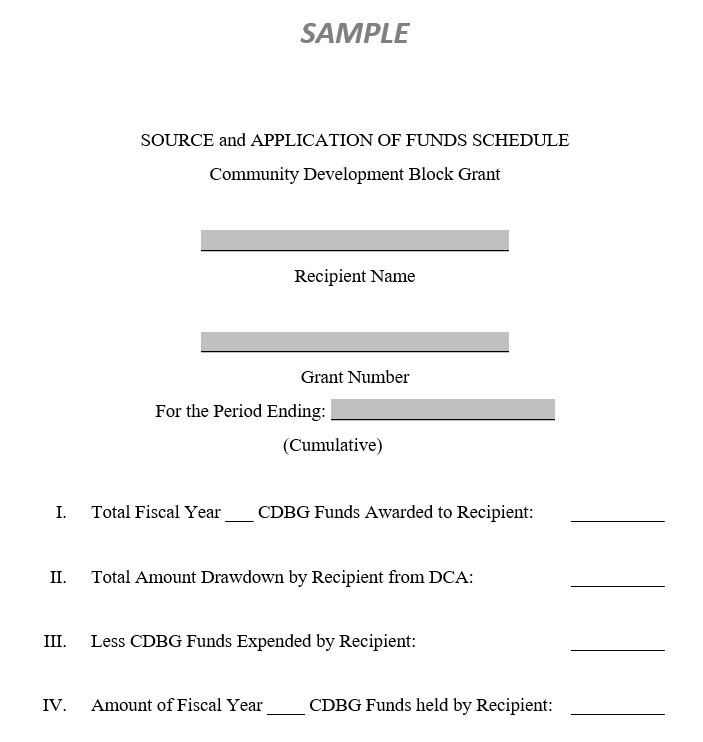 SAMPLE
SOURCE and APPLICATION OF FUNDS SCHEDULE
Community Development Block Grant
Recipient Name
Grant Number
For the Period Ending:
(Cumulative)
I. Total Fiscal Year ___ CDBG Funds Awarded to Recipient: __________
II. Total Amount Drawdown by Recipient from DCA: __________
III. Less CDBG Funds Expended by Recipient: __________
IV. Amount of Fiscal Year ____ CDBG Funds held by Recipient: __________